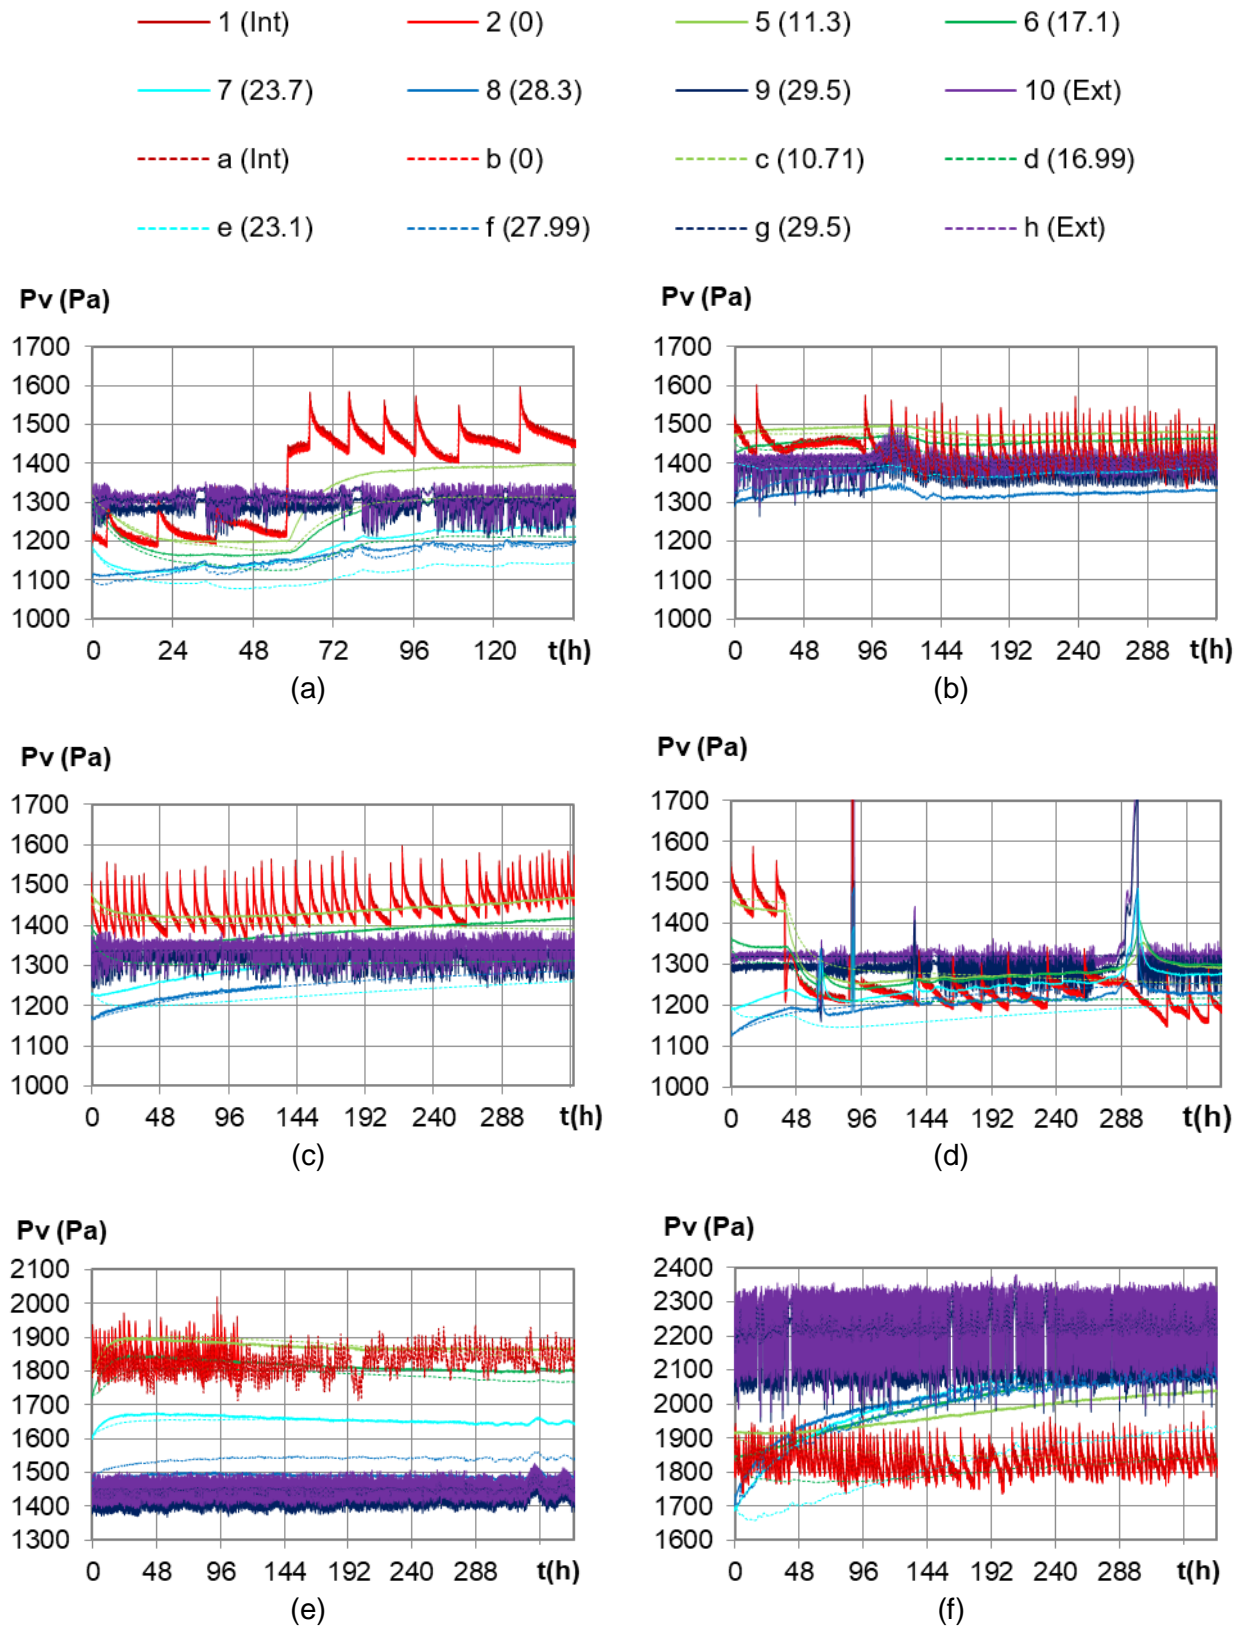 1 (Int) 2 (0) 5 (11.3) 6 (17.1)
7 (23.7) 8 (28.3) 9 (29.5) 10 (Ext)
a (Int) b (0) c (10.71) d (16.99)
e (23.1) f (27.99) g (29.5) h (Ext)
Pv (Pa)
1700
1600
1500
1400
1300
1200
1100
1000
0 24 48 72 96 120 t(h)
(a)
Pv (Pa)
1700
1600
1500
1400
1300
1200
1100
1000
0 48 96 144 192 240 288 t(h)
(b)
Pv (Pa)
1700
1600
1500
1400
1300
1200
1100
1000
0 48 96 144 192 240 288 t(h)
(c)
Pv (Pa)
1700
1600
1500
1400
1300
1200
1100
1000
0 48 96 144 192 240 288 t(h)
(d)
Pv (Pa)
2100
2000
1900
1800
1700
1600
1500
1400
1300
0 48 96 144 192 240 288 t(h)
(e)
Pv (Pa)
2400
2300
2200
2100
2000
1900
1800
1700
1600
0 48 96 144 192 240 288 t(h)
(f)